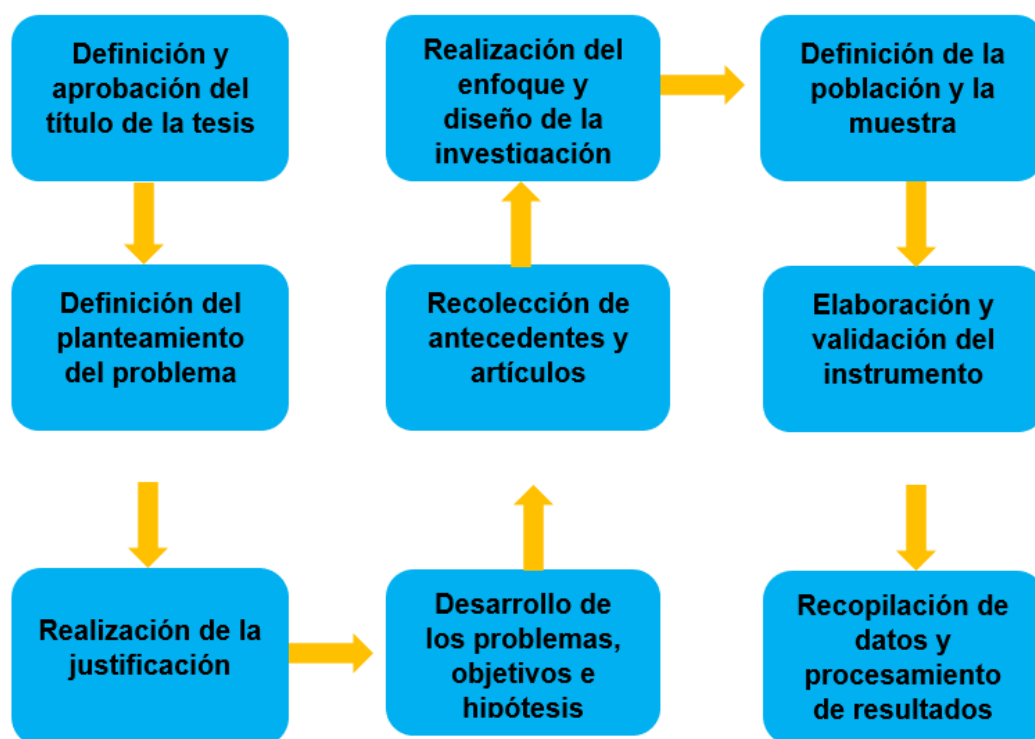 Definición y
aprobación del
título de la tesis
Definición del
planteamiento
del problema
Realización de la
justificación
Desarrollo de
los problemas,
objetivos e
hipótesis
Recolección de
antecedentes y
artículos
Realización del
enfoque y
diseño de la
investigación
Definición de la
población y la
muestra
Elaboración y
validación del
instrumento
Recopilación de
datos y
procesamiento
de resultados